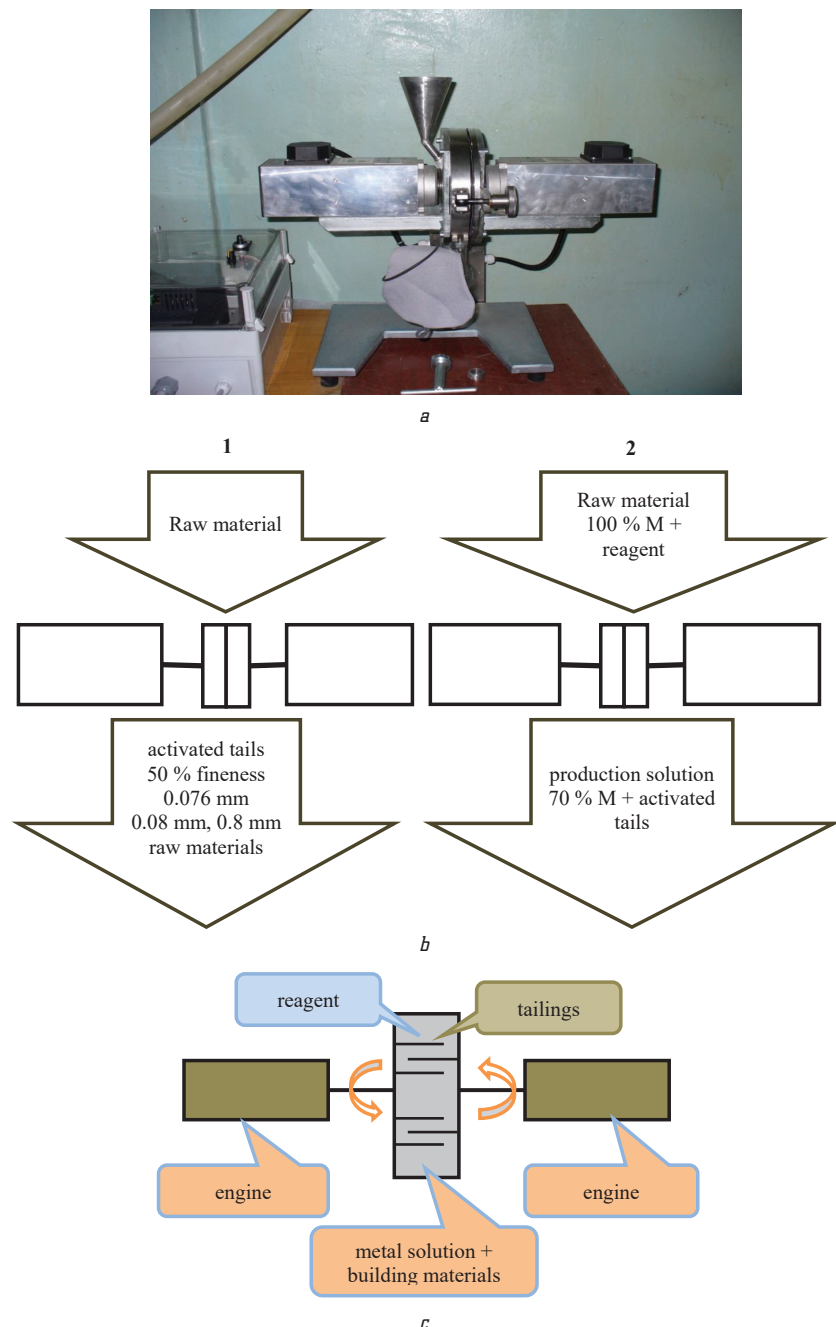 a
1
2
Raw material
Raw material
100 % M +
reagent
activated tails
50 % fineness
0.076 mm
0.08 mm, 0.8 mm
raw materials
production solution
70 % M + activated
tails
b
reagent
tailings
engine
engine
metal solution +
building materials
c